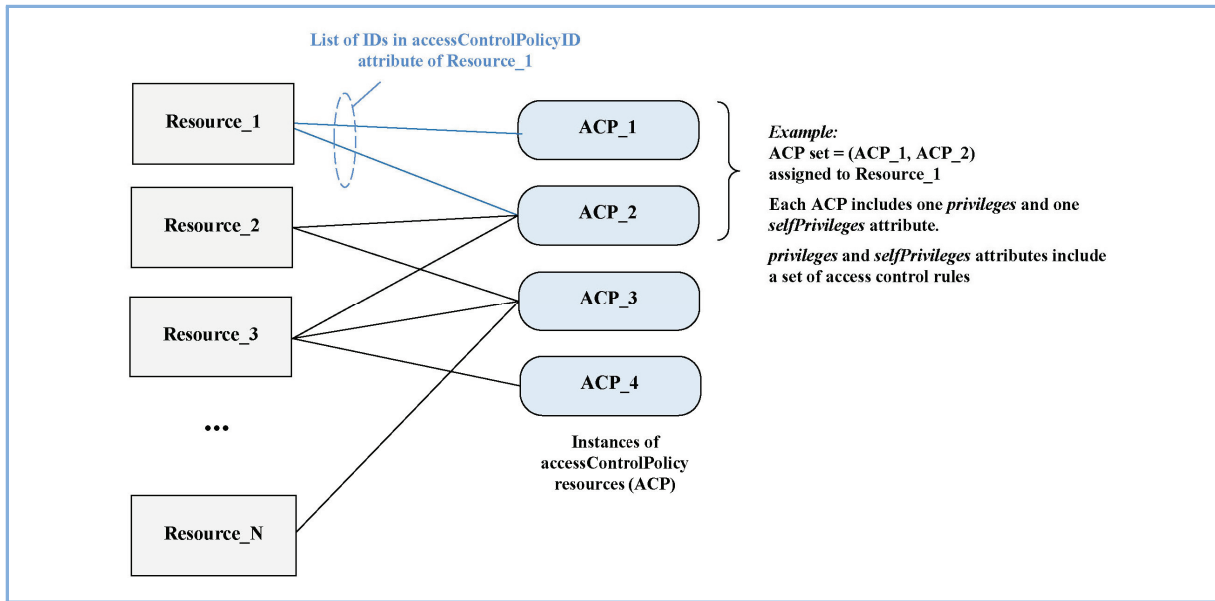 List of IDs in accessControlPolicyID
attribute of Resource_1
Resource_1
Resource_2
Resource_3
...
Resource_N
ACP_1
ACP_2
ACP_3
ACP_4
Instances of
accessControlPolicy
resources (ACP)
Example:
ACP set = (ACP_1, ACP_2)
assigned to Resource_1
Each ACP includes one privileges and one
selfPrivileges attribute.
privileges and selfPrivileges attributes include
a set of access control rules